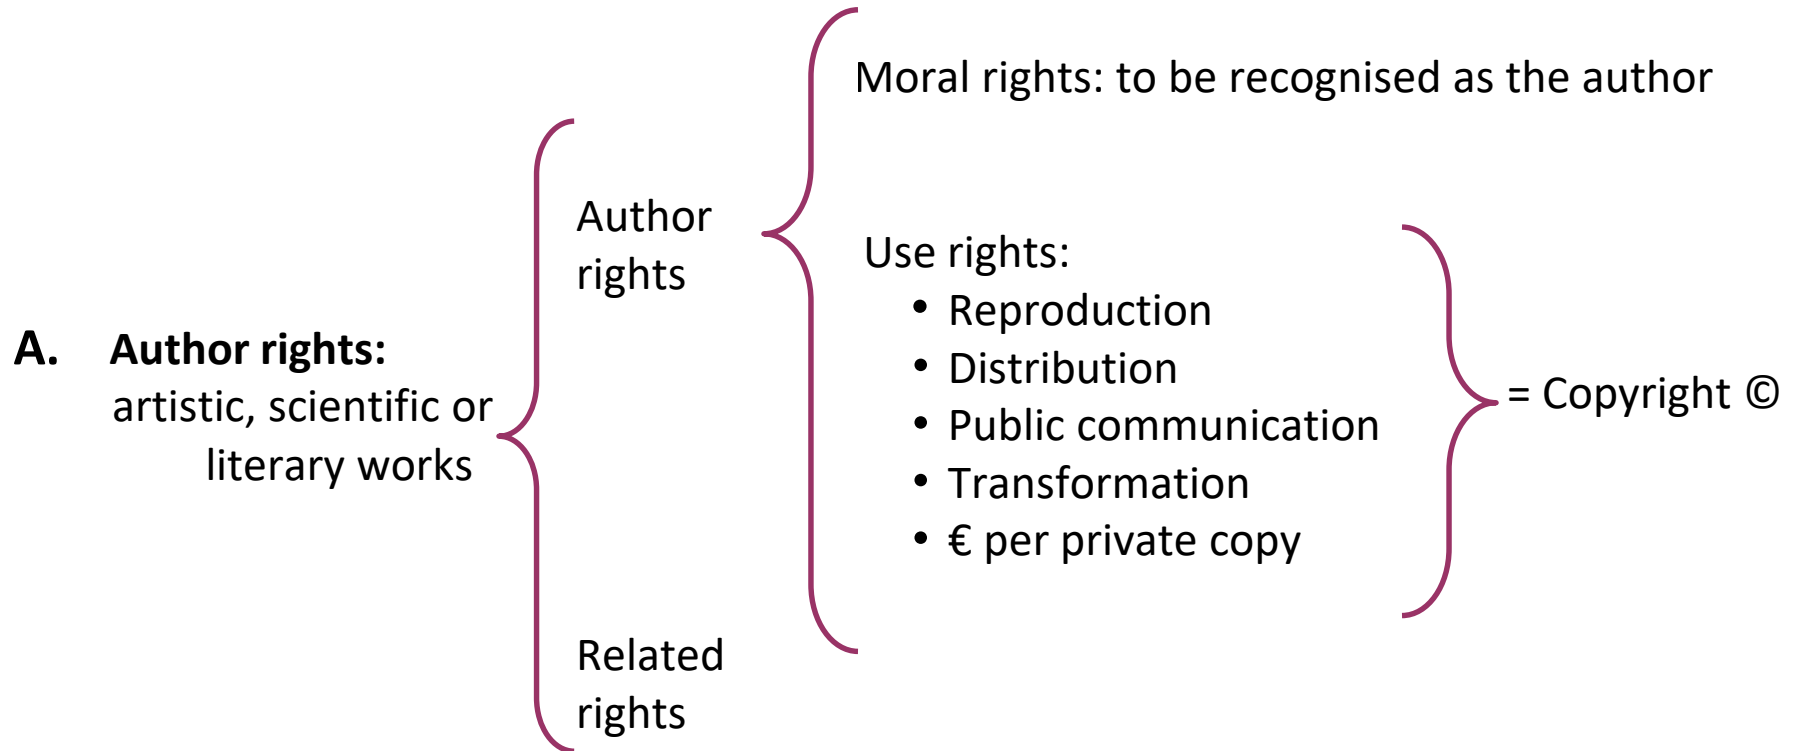 A. Author rights:
artistic, scientific or
literary works
Author
rights
Moral rights: to be recognised as the author
Use rights:
• Reproduction
• Distribution
• Public communication
• Transformation
• € per private copy
= Copyright ©
Related
rights